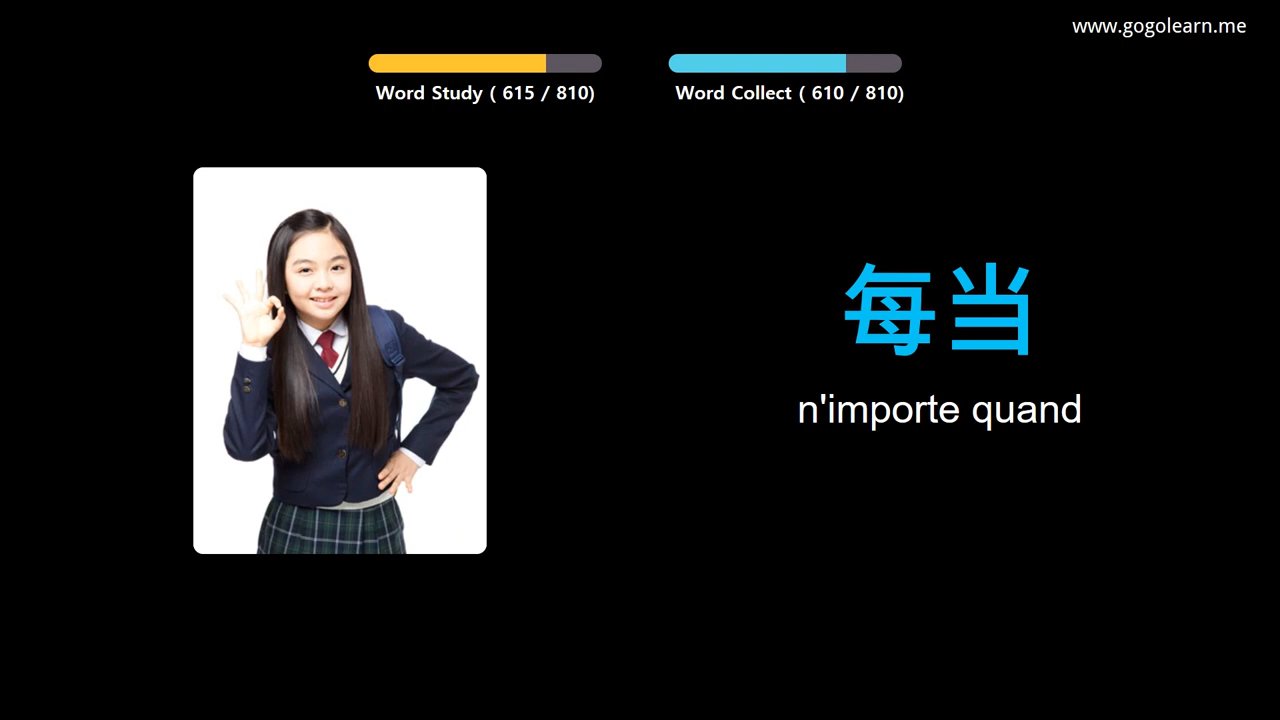 www.gogolearn.me
Word Study ( 615 / 810)
Word Collect ( 610 / 810)
每当
n'importe quand